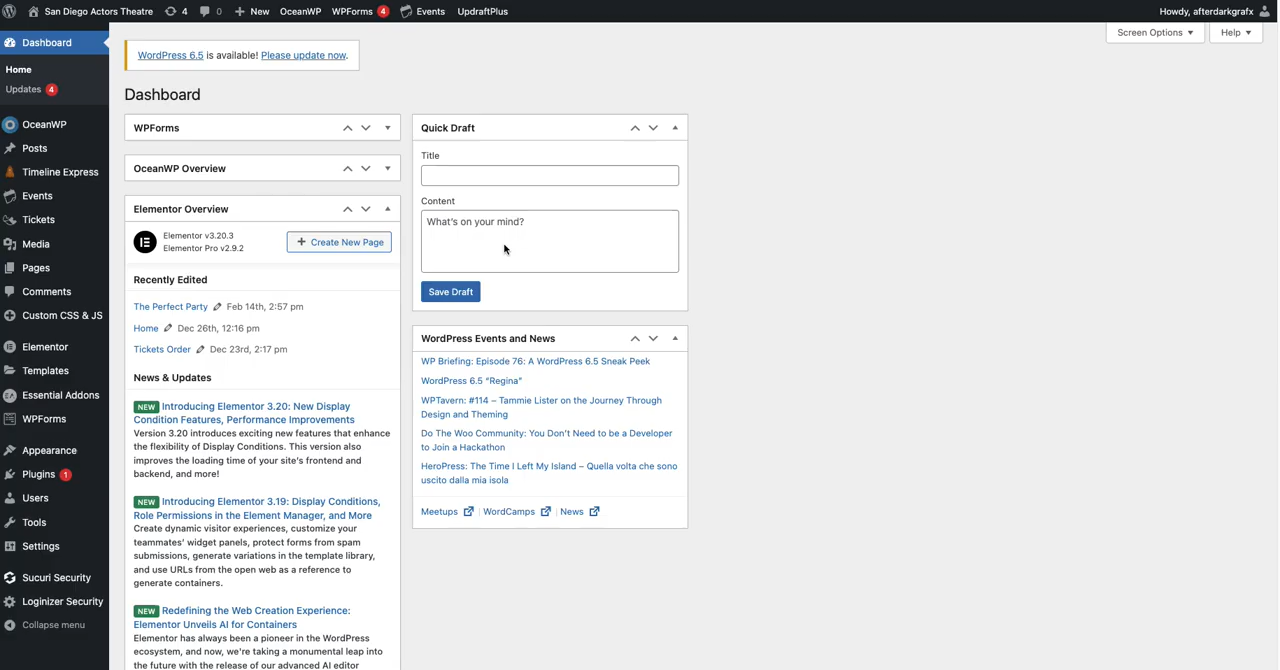 San Diego Actors Theatre 4 0 New OceanWP WPForms 4 Events UpdraftPlus Howdy, afterdarkgrafx
Screen Options Help
Dashboard
Home
Updates 4
OceanWP
Posts
Timeline Express
Events
Tickets
Media
Pages
Comments
Custom CSS & JS
Elementor
Templates
Essential Addons
WPForms
Appearance
Plugins 1
Users
Tools
Settings
Sucuri Security
Loginizer Security
Collapse menu
WordPress 6.5 is available! Please update now.
Dashboard
WPForms
OceanWP Overview
Elementor Overview
Elementor v3.20.3
Elementor Pro v2.9.2
Create New Page
Recently Edited
The Perfect Party Feb 14th, 2:57 pm
Home Dec 26th, 12:16 pm
Tickets Order Dec 23rd, 2:17 pm
News & Updates
NEW Introducing Elementor 3.20: New Display
Condition Features, Performance Improvements
Version 3.20 introduces exciting new features that enhance
the flexibility of Display Conditions. This version also
improves the loading time of your site's frontend and
backend, and more!
NEW Introducing Elementor 3.19: Display Conditions,
Role Permissions in the Element Manager, and More
Create dynamic visitor experiences, customize your
teammates' widget panels, protect forms from spam
submissions, generate variations in the template library,
and use URLs from the open web as a reference to
generate containers.
NEW Redefining the Web Creation Experience:
Elementor Unveils AI for Containers
Elementor has always been a pioneer in the WordPress
ecosystem, and now, we're taking a monumental leap into
the future with the release of our advanced AI editor
Quick Draft
Title
Content
What's on your mind?
Save Draft
WordPress Events and News
WP Briefing: Episode 76: A WordPress 6.5 Sneak Peek
WordPress 6.5 "Regina"
WPTavern: #114 – Tammie Lister on the Journey Through
Design and Theming
Do The Woo Community: You Don't Need to be a Developer
to Join a Hackathon
HeroPress: The Time I Left My Island – Quella volta che sono
uscito dalla mia isola
Meetups | WordCamps | News